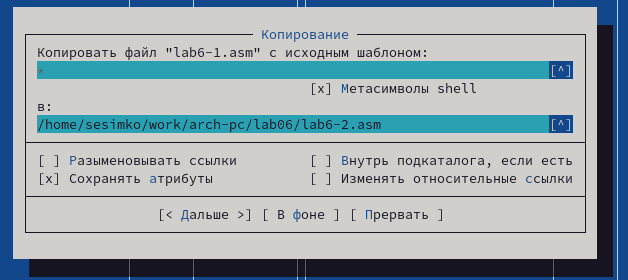 Копирование
Копировать файл "lab6-1.asm" с исходным шаблоном:
* [^]
[x] Метасимволы shell
в:
/home/sesimko/work/arch-pc/lab06/lab6-2.asm [^]
[ ] Разыменовывать ссылки [ ] Внутрь подкаталога, если есть
[x] Сохранять атрибуты [ ] Изменять относительные ссылки
[< Дальше >] [ В фоне ] [ Прервать ]